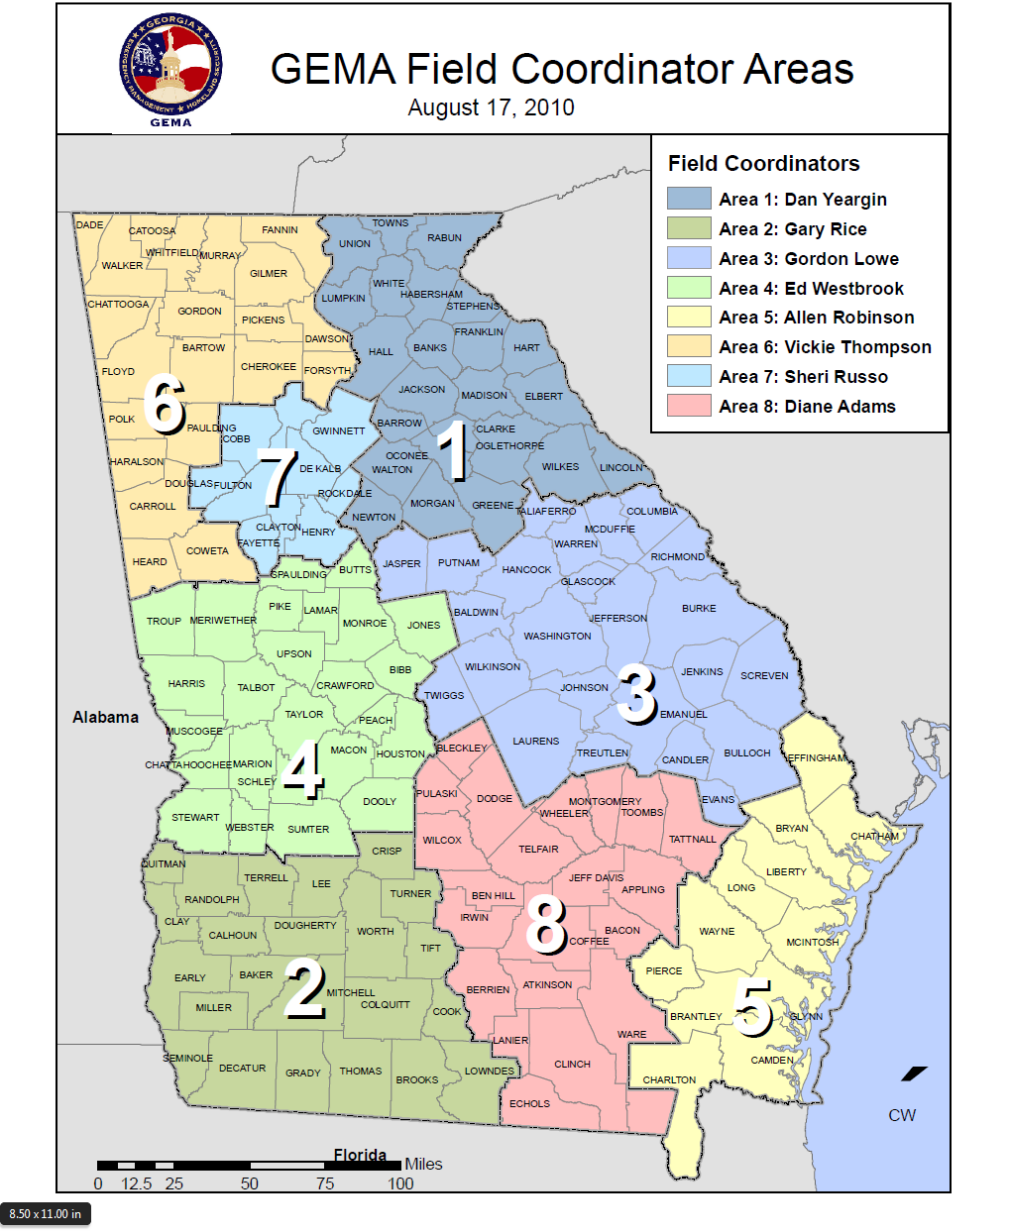 GEORGIA
EMERGENCY MANAGEMENT HOMELAND SECURITY
GEMA
GEMA Field Coordinator Areas
August 17, 2010
Field Coordinators
Area 1: Dan Yeargin
Area 2: Gary Rice
Area 3: Gordon Lowe
Area 4: Ed Westbrook
Area 5: Allen Robinson
Area 6: Vickie Thompson
Area 7: Sheri Russo
Area 8: Diane Adams
DADE
CATOOSA
FANNIN
TOWNS
UNION
RABUN
WHITFIELD
MURRAY
WALKER
GILMER
WHITE
HABERSHAM
LUMPKIN
STEPHENS
CHATTOOGA
GORDON
PICKENS
DAWSON
FRANKLIN
BARTOW
HALL
BANKS
HART
FLOYD
CHEROKEE
FORSYTH
JACKSON
MADISON
ELBERT
6
POLK
PAULDING
COBB
GWINNETT
BARROW
CLARKE
OGLETHORPE
1
HARALSON
7
DE KALB
OCONEE
WALTON
WILKES
LINCOLN
DOUGLAS
FULTON
ROCKDALE
CARROLL
MORGAN
GREENE
TALIAFERRO
COLUMBIA
NEWTON
CLAYTON
HENRY
MCDUFFIE
FAYETTE
WARREN
HEARD
COWETA
RICHMOND
JASPER
PUTNAM
HANCOCK
SPAULDING
BUTTS
GLASCOCK
PIKE
LAMAR
BALDWIN
BURKE
TROUP
MERIWETHER
MONROE
JONES
JEFFERSON
WASHINGTON
UPSON
BIBB
WILKINSON
JENKINS
SCREVEN
HARRIS
TALBOT
CRAWFORD
TWIGGS
JOHNSON
3
EMANUEL
Alabama
TAYLOR
PEACH
MUSCOGEE
LAURENS
TREUTLEN
CANDLER
BULLOCH
EFFINGHAM
CHATTAHOOCHEE
MARION
MACON
HOUSTON
BLECKLEY
4
SCHLEY
DOOLY
PULASKI
DODGE
MONTGOMERY
WHEELER
TOOMBS
EVANS
STEWART
WEBSTER
SUMTER
BRYAN
CHATHAM
WILCOX
TELFAIR
TATTNALL
CRISP
QUITMAN
TERRELL
LEE
JEFF DAVIS
APPLING
LIBERTY
LONG
RANDOLPH
TURNER
BEN HILL
IRWIN
8
CLAY
CALHOUN
DOUGHERTY
WORTH
TIFT
COFFEE
BACON
WAYNE
MCINTOSH
EARLY
BAKER
2
MITCHELL
COLQUITT
BERRIEN
ATKINSON
PIERCE
MILLER
COOK
5
BRANTLEY
GLYNN
LANIER
WARE
SEMINOLE
DECATUR
GRADY
THOMAS
BROOKS
LOWNDES
CLINCH
CAMDEN
CHARLTON
ECHOLS
CW
Florida
Miles
0 12.5 25 50 75 100
8.50 x 11.00 in